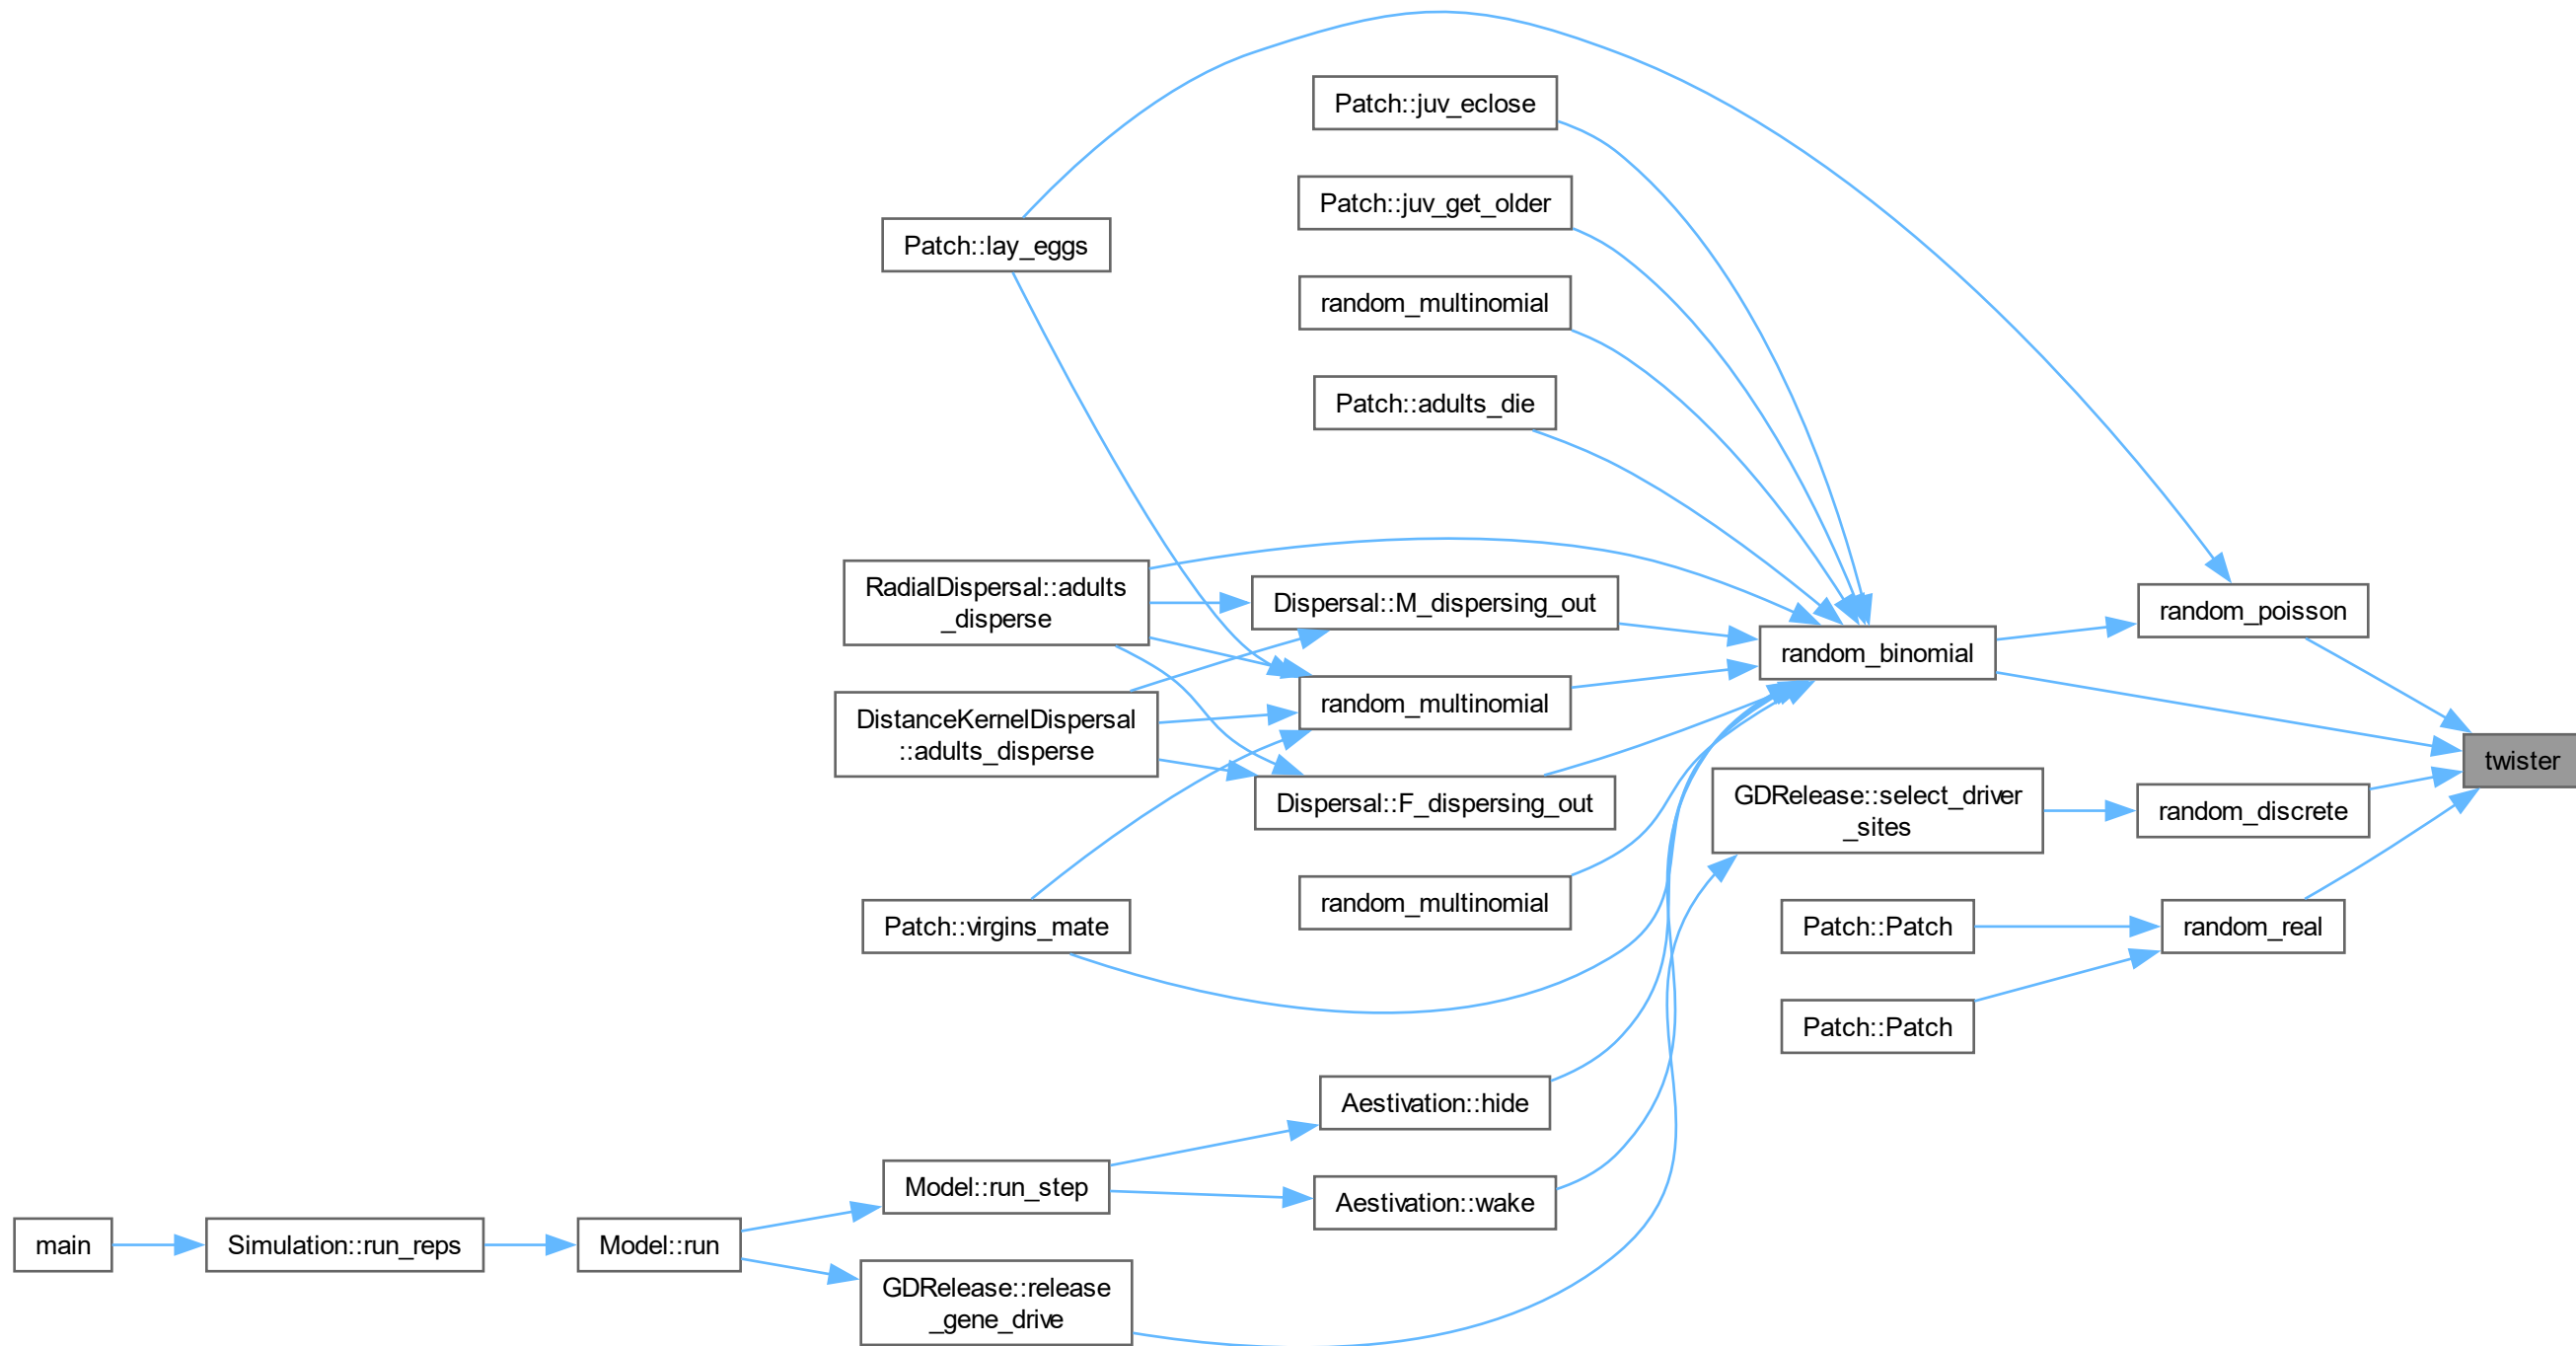 Patch::juv_eclose
Patch::juv_get_older
Patch::lay_eggs
random_multinomial
Patch::adults_die
RadialDispersal::adults
_disperse
Dispersal::M_dispersing_out
random_poisson
random_binomial
DistanceKernelDispersal
::adults_disperse
random_multinomial
twister
Dispersal::F_dispersing_out
GDRelease::select_driver
_sites
random_discrete
random_multinomial
Patch::virgins_mate
Patch::Patch
random_real
Patch::Patch
Aestivation::hide
Model::run_step
Aestivation::wake
main
Simulation::run_reps
Model::run
GDRelease::release
_gene_drive